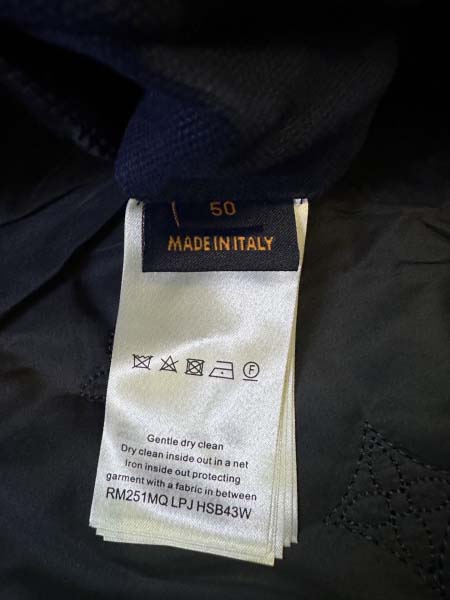 50
MADE IN ITALY
F
Gentle dry clean
Dry clean inside out in a net
Iron inside out protecting
garment with a fabric in between
RM251MQ LPJ HSB43W